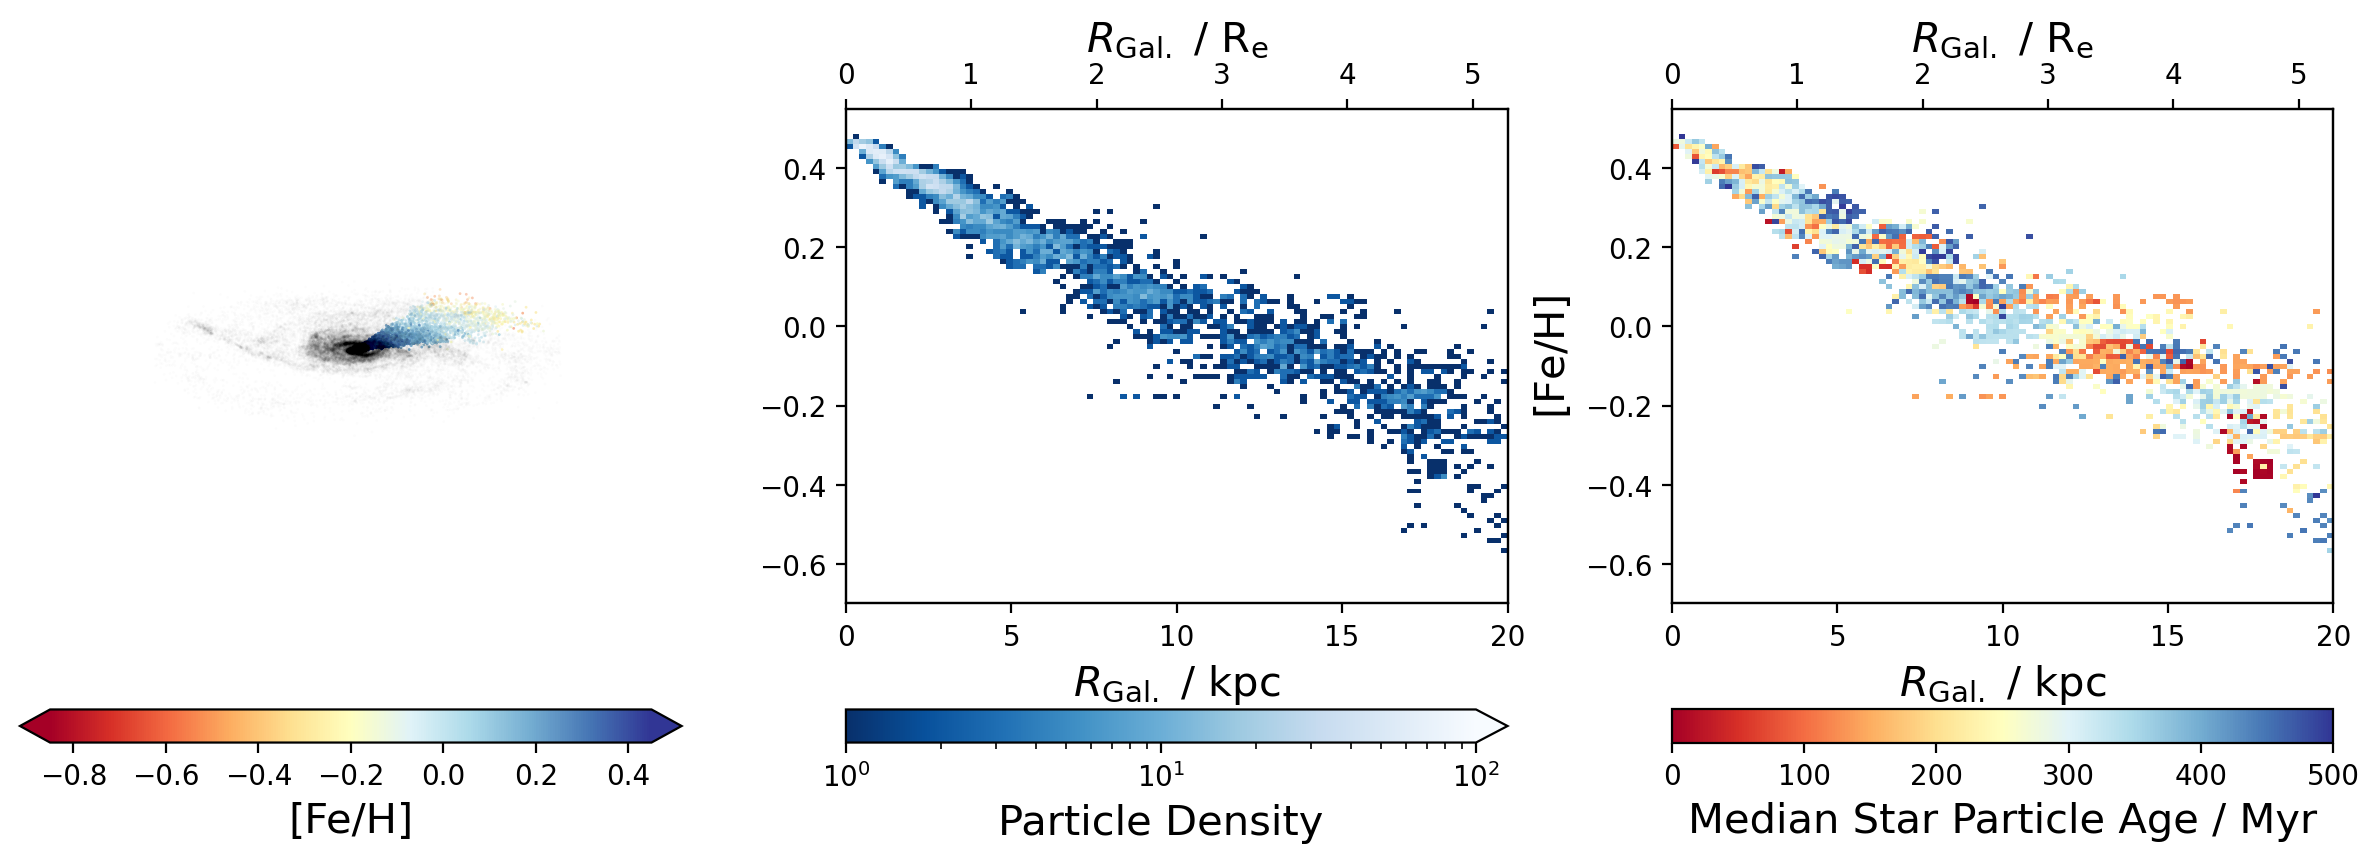 R_Gal. / R_e
0 1 2 3 4 5
0.4
0.2
0.0
−0.2
−0.4
−0.6
0 5 10 15 20
R_Gal. / kpc
R_Gal. / R_e
0 1 2 3 4 5
[Fe/H]
0.4
0.2
0.0
−0.2
−0.4
−0.6
0 5 10 15 20
R_Gal. / kpc
−0.8 −0.6 −0.4 −0.2 0.0 0.2 0.4
[Fe/H]
10^0 10^1 10^2
Particle Density
0 100 200 300 400 500
Median Star Particle Age / Myr